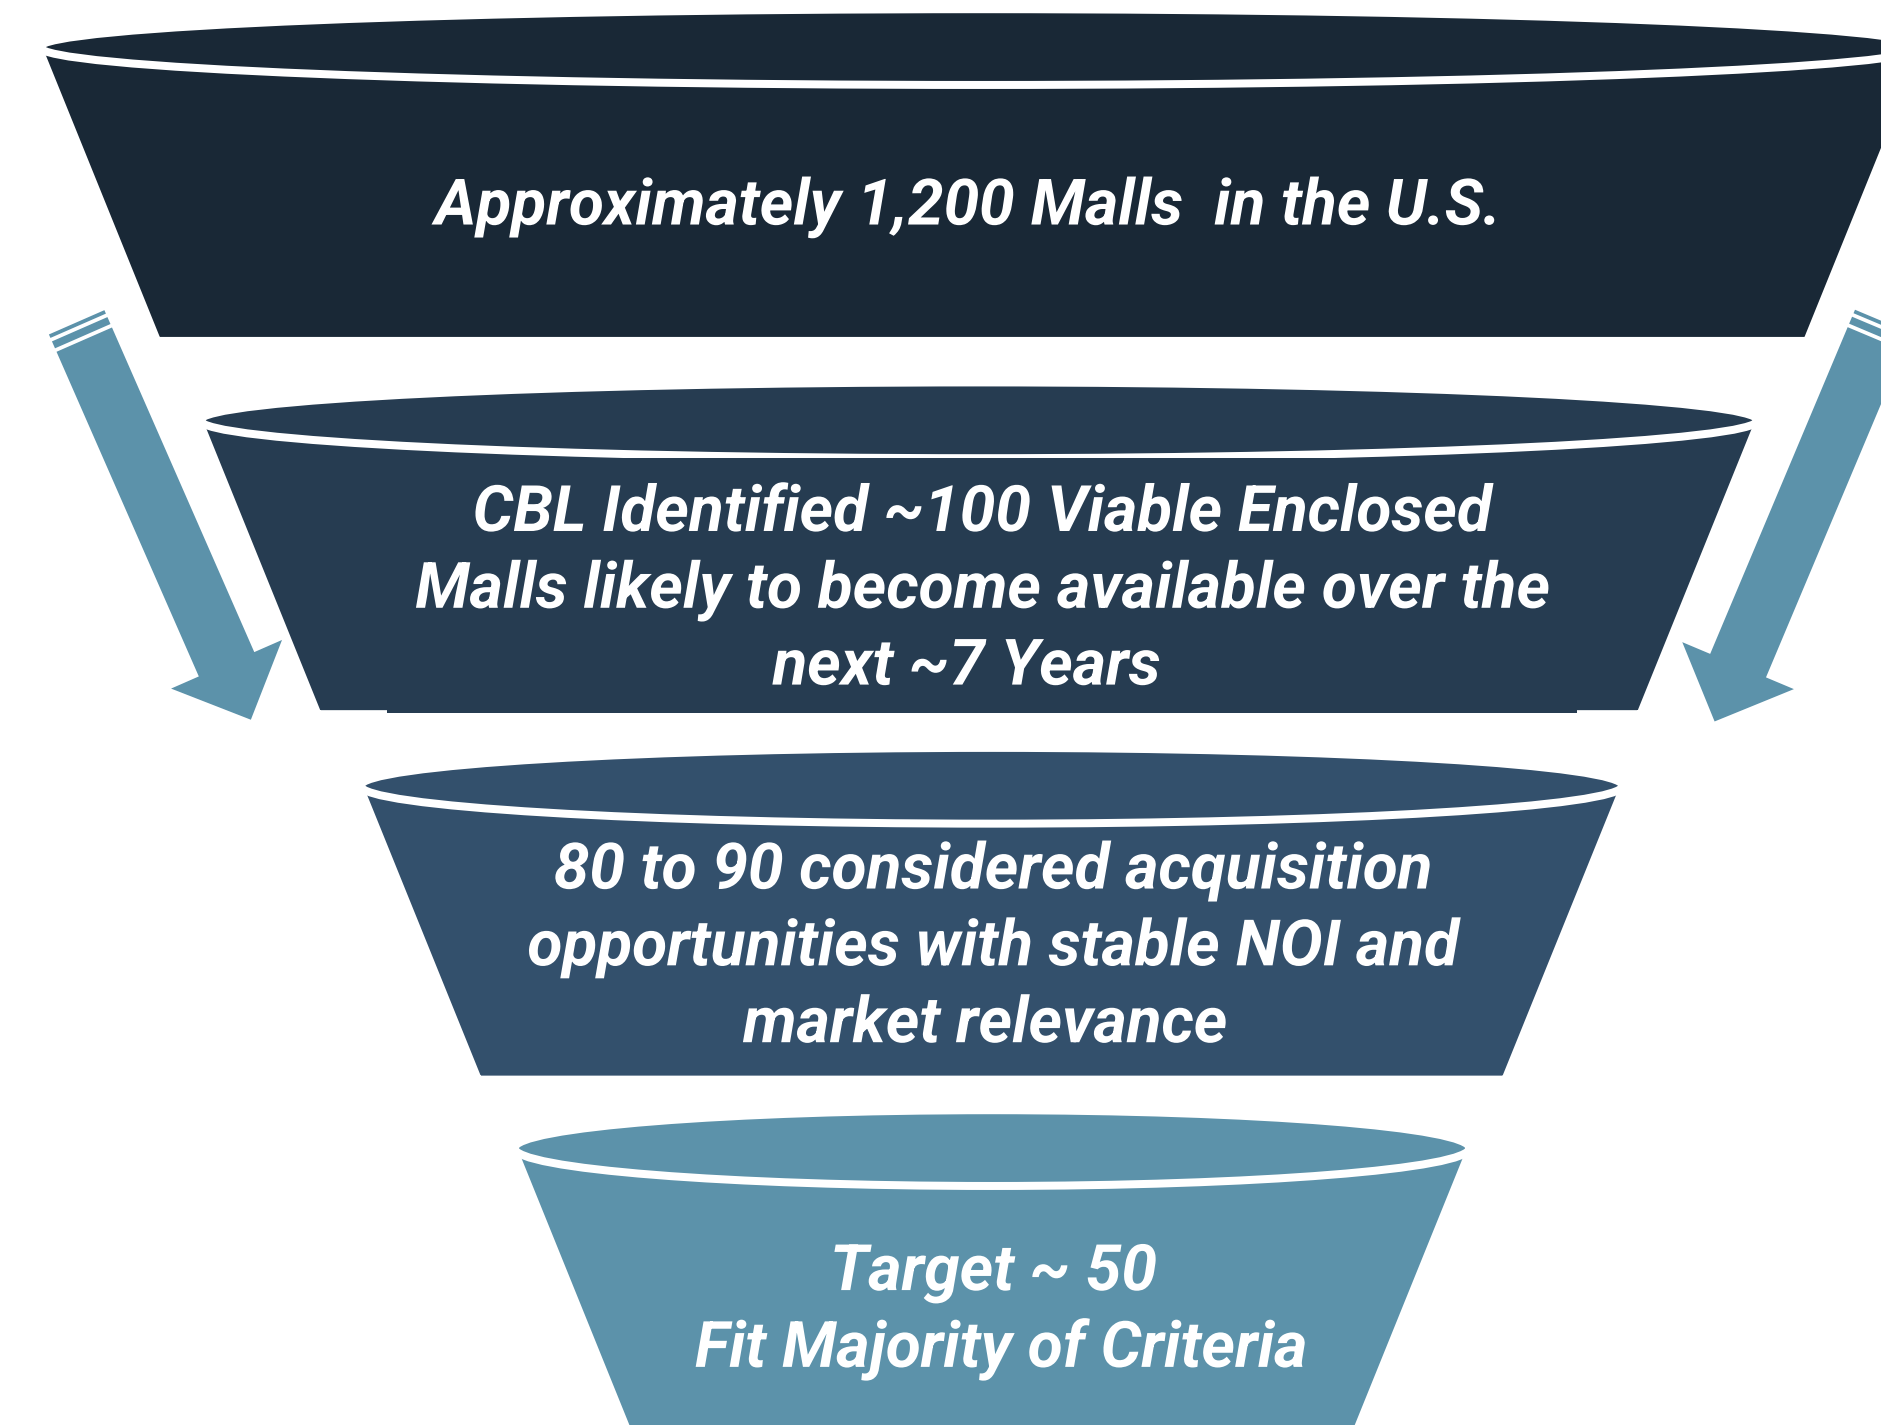 Approximately 1,200 Malls  in the U.S.
CBL Identified ~100 Viable Enclosed
Malls likely to become available over the
next ~7 Years
80 to 90 considered acquisition
opportunities with stable NOI and
market relevance
Target ~ 50
Fit Majority of Criteria